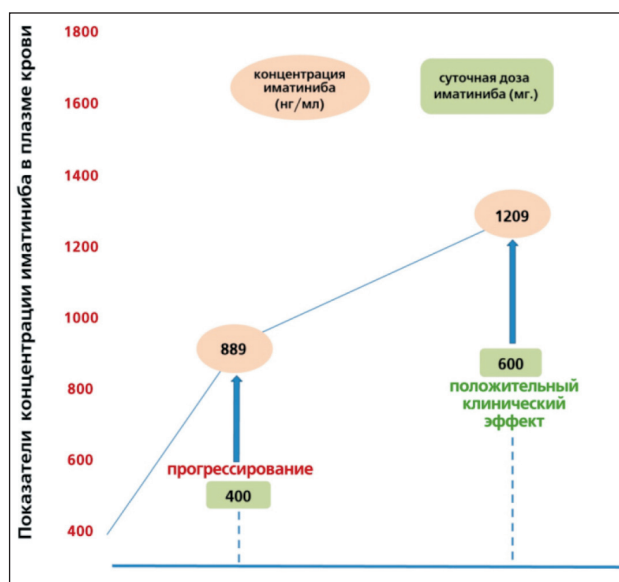 Показатели концентрации иматиниба в плазме крови
1800
1600
1400
1200
1000
800
600
400
концентрация
иматиниба
(нг/мл)
суточная доза
иматиниба (мг.)
1209
889
600
положительный
клинический
эффект
прогрессирование
400